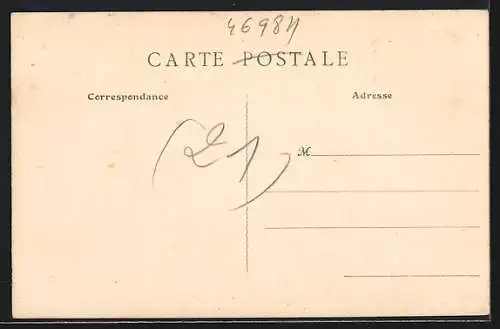 46984
CARTE POSTALE
Correspondance
Adresse
(21)
M